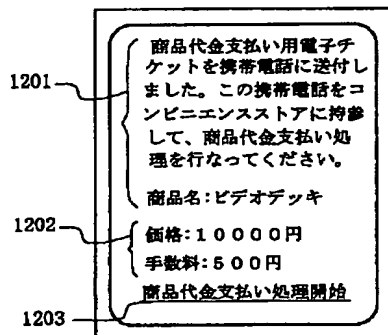 商品代金支払い用電子チ
ケットを携帯電話に送付し
ました。この携帯電話をコ
ンビニエンスストアに持参
して、商品代金支払い処
理を行なってください。
商品名：ビデオデッキ
価格：１００００円
手数料：５００円
商品代金支払い処理開始
1201
1202
1203